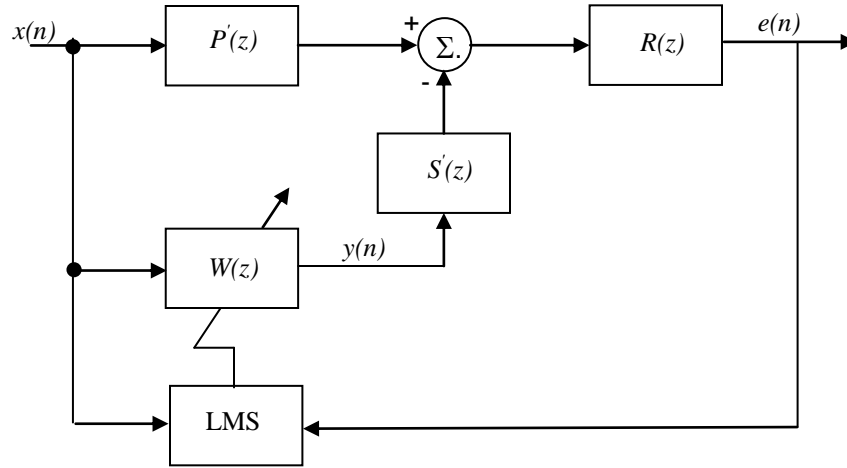 x(n)
P'(z)
+
Σ.
-
R(z)
e(n)
S'(z)
W(z)
y(n)
LMS